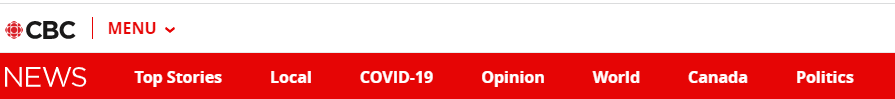 CBC MENU
NEWS Top Stories Local COVID-19 Opinion World Canada Politics